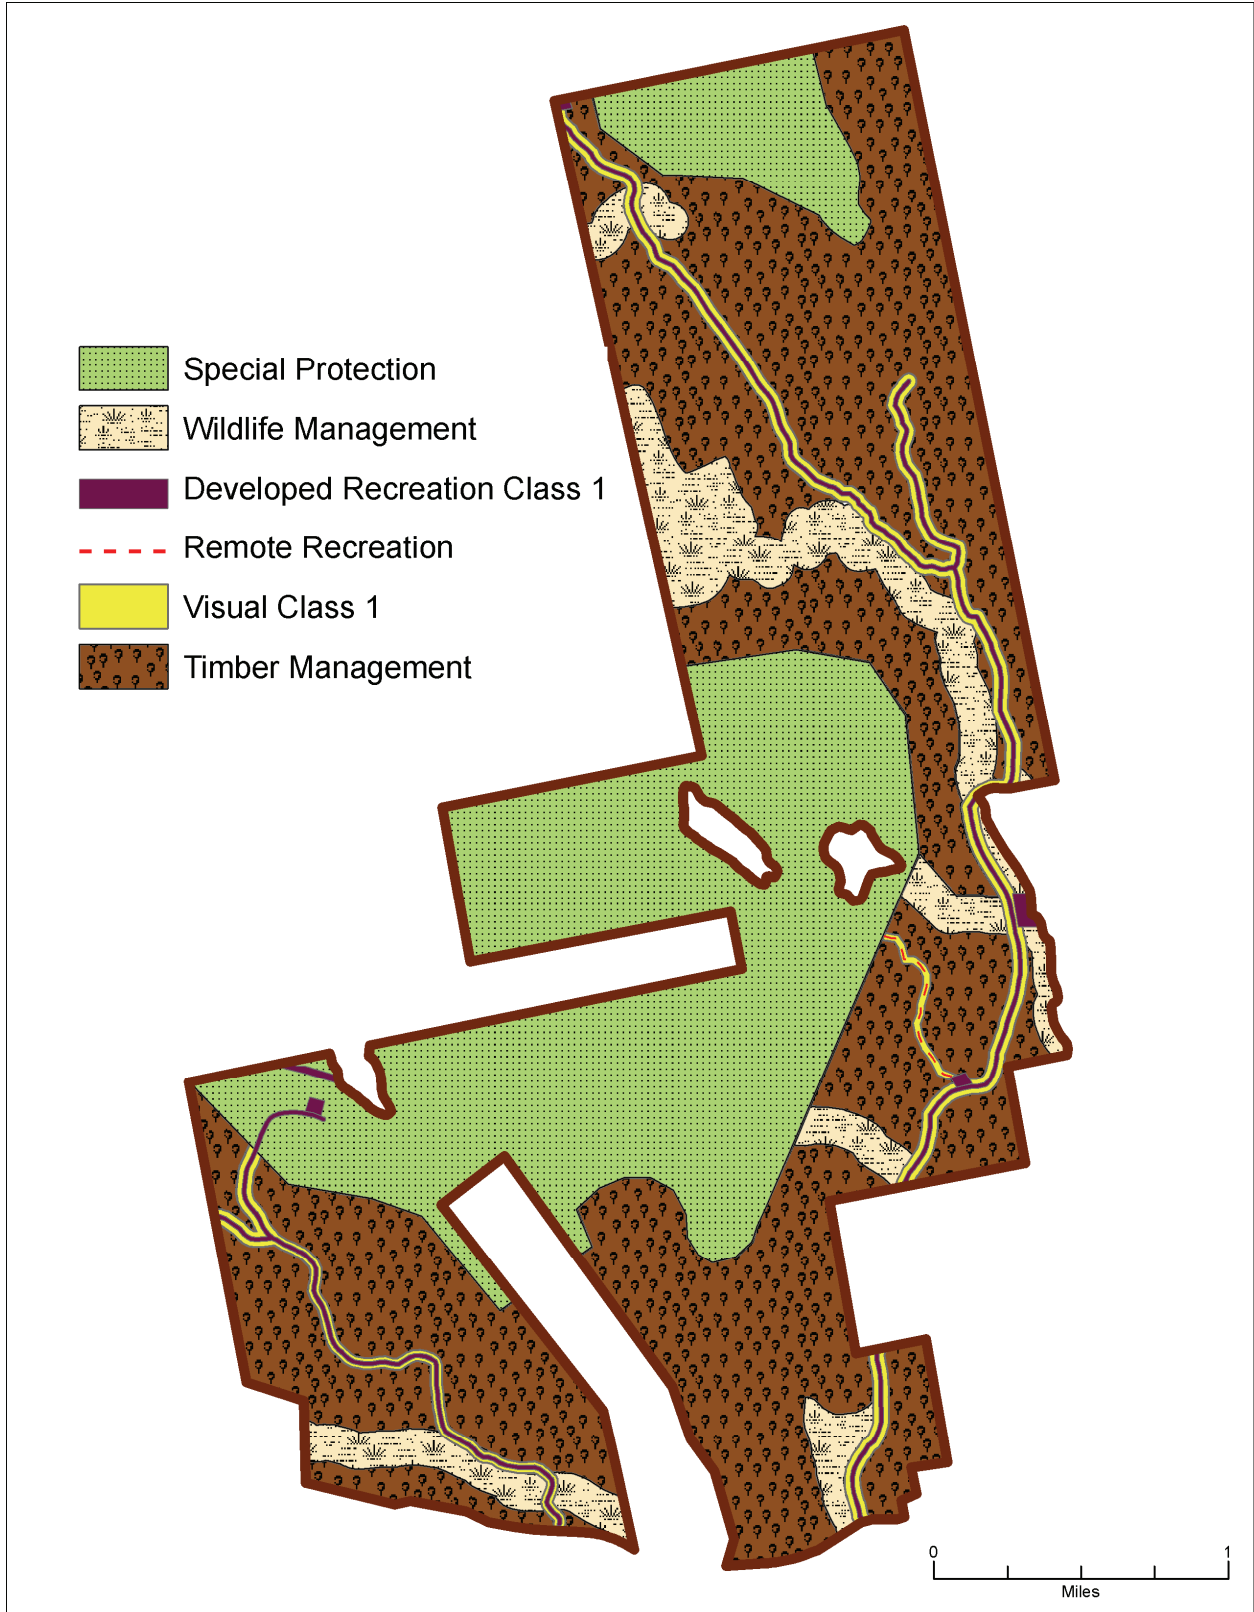 Special Protection
Wildlife Management
Developed Recreation Class 1
Remote Recreation
Visual Class 1
Timber Management
0 1
Miles